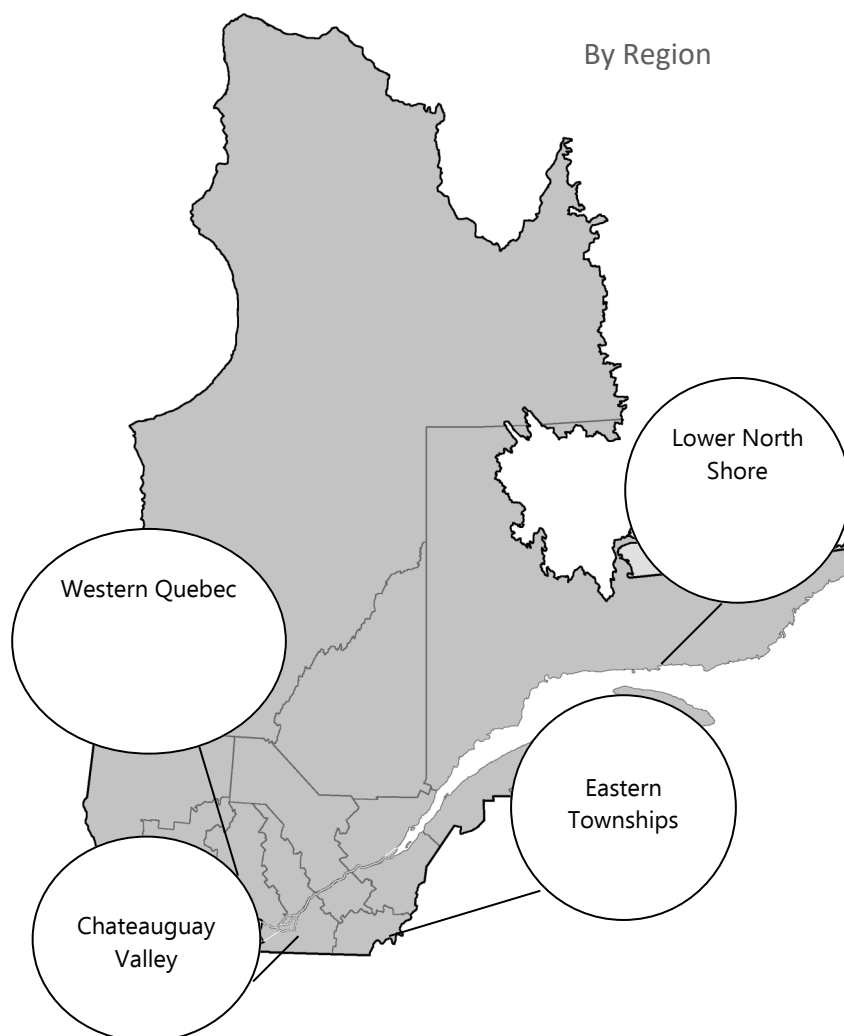 By Region
Lower North
Shore
Western Quebec
Eastern
Townships
Chateauguay
Valley